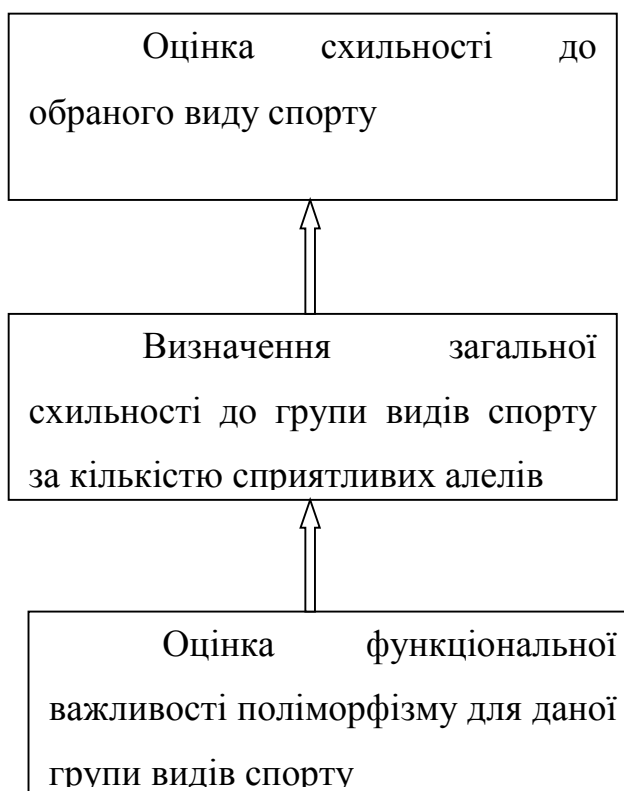 Оцінка схильності до
обраного виду спорту
Визначення загальної
схильності до групи видів спорту
за кількістю сприятливих алелів
Оцінка функціональної
важливості поліморфізму для даної
групи видів спорту